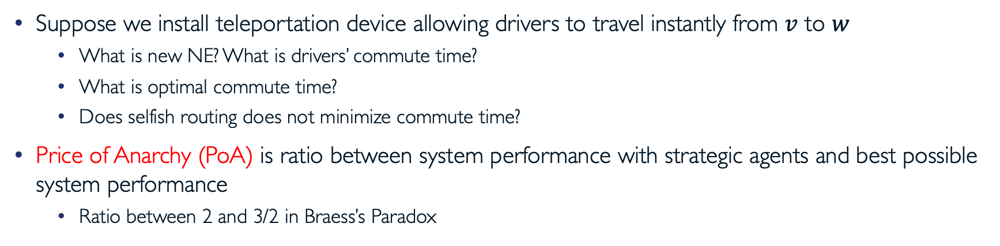 • Suppose we install teleportation device allowing drivers to travel instantly from v to w
• What is new NE? What is drivers' commute time?
• What is optimal commute time?
• Does selfish routing does not minimize commute time?
• Price of Anarchy (PoA) is ratio between system performance with strategic agents and best possible
system performance
• Ratio between 2 and 3/2 in Braess's Paradox